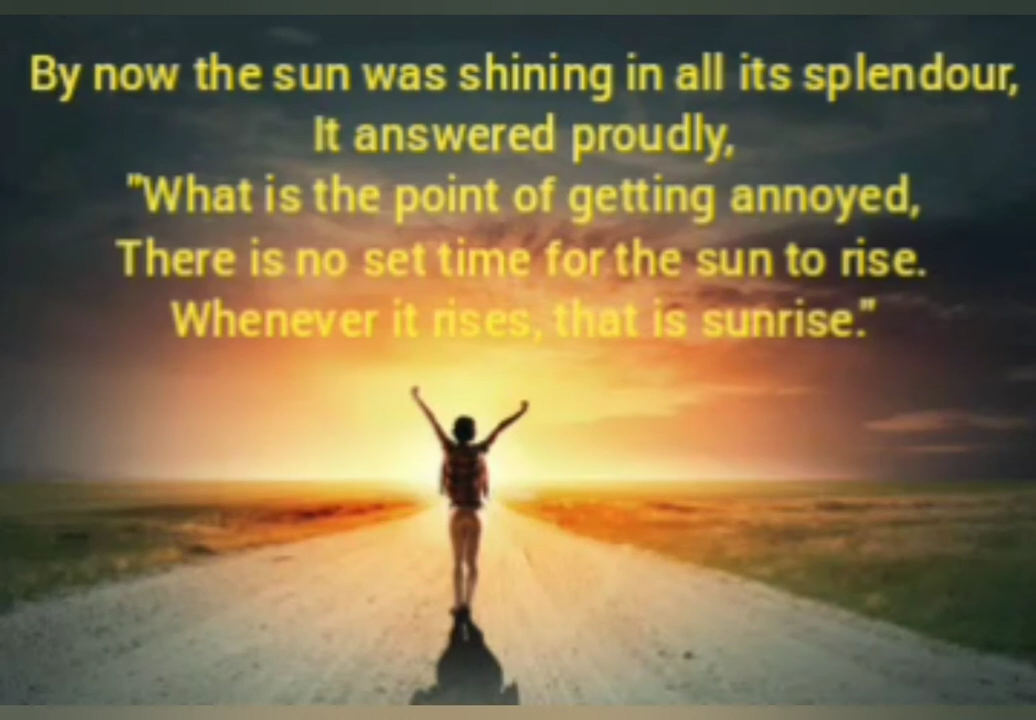 By now the sun was shining in all its splendour,
It answered proudly,
"What is the point of getting annoyed,
There is no set time for the sun to rise.
Whenever it rises, that is sunrise."